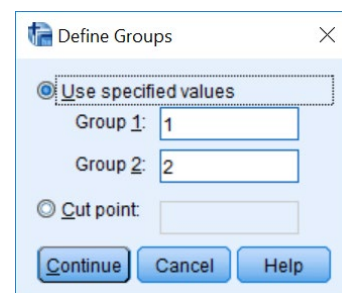 Define Groups
Use specified values
Group 1: 1
Group 2: 2
Cut point:
Continue Cancel Help